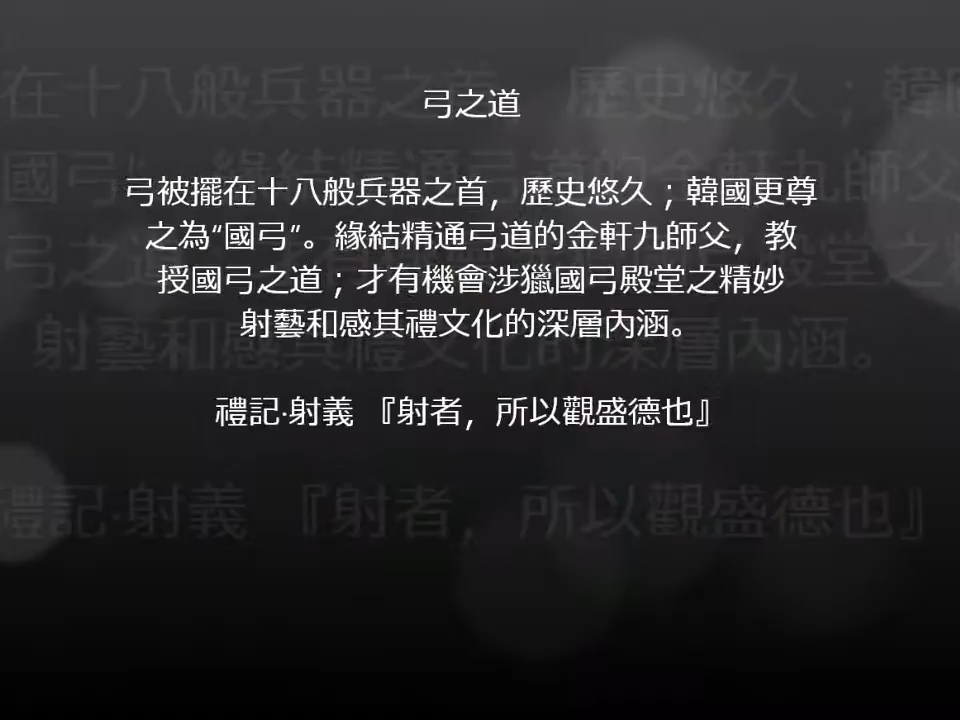 弓之道
弓被擺在十八般兵器之首，歷史悠久；韓國更尊
之為“國弓”。緣結精通弓道的金軒九師父，教
授國弓之道；才有機會涉獵國弓殿堂之精妙
射藝和感其禮文化的深層內涵。
禮記·射義 『射者，所以觀盛德也』